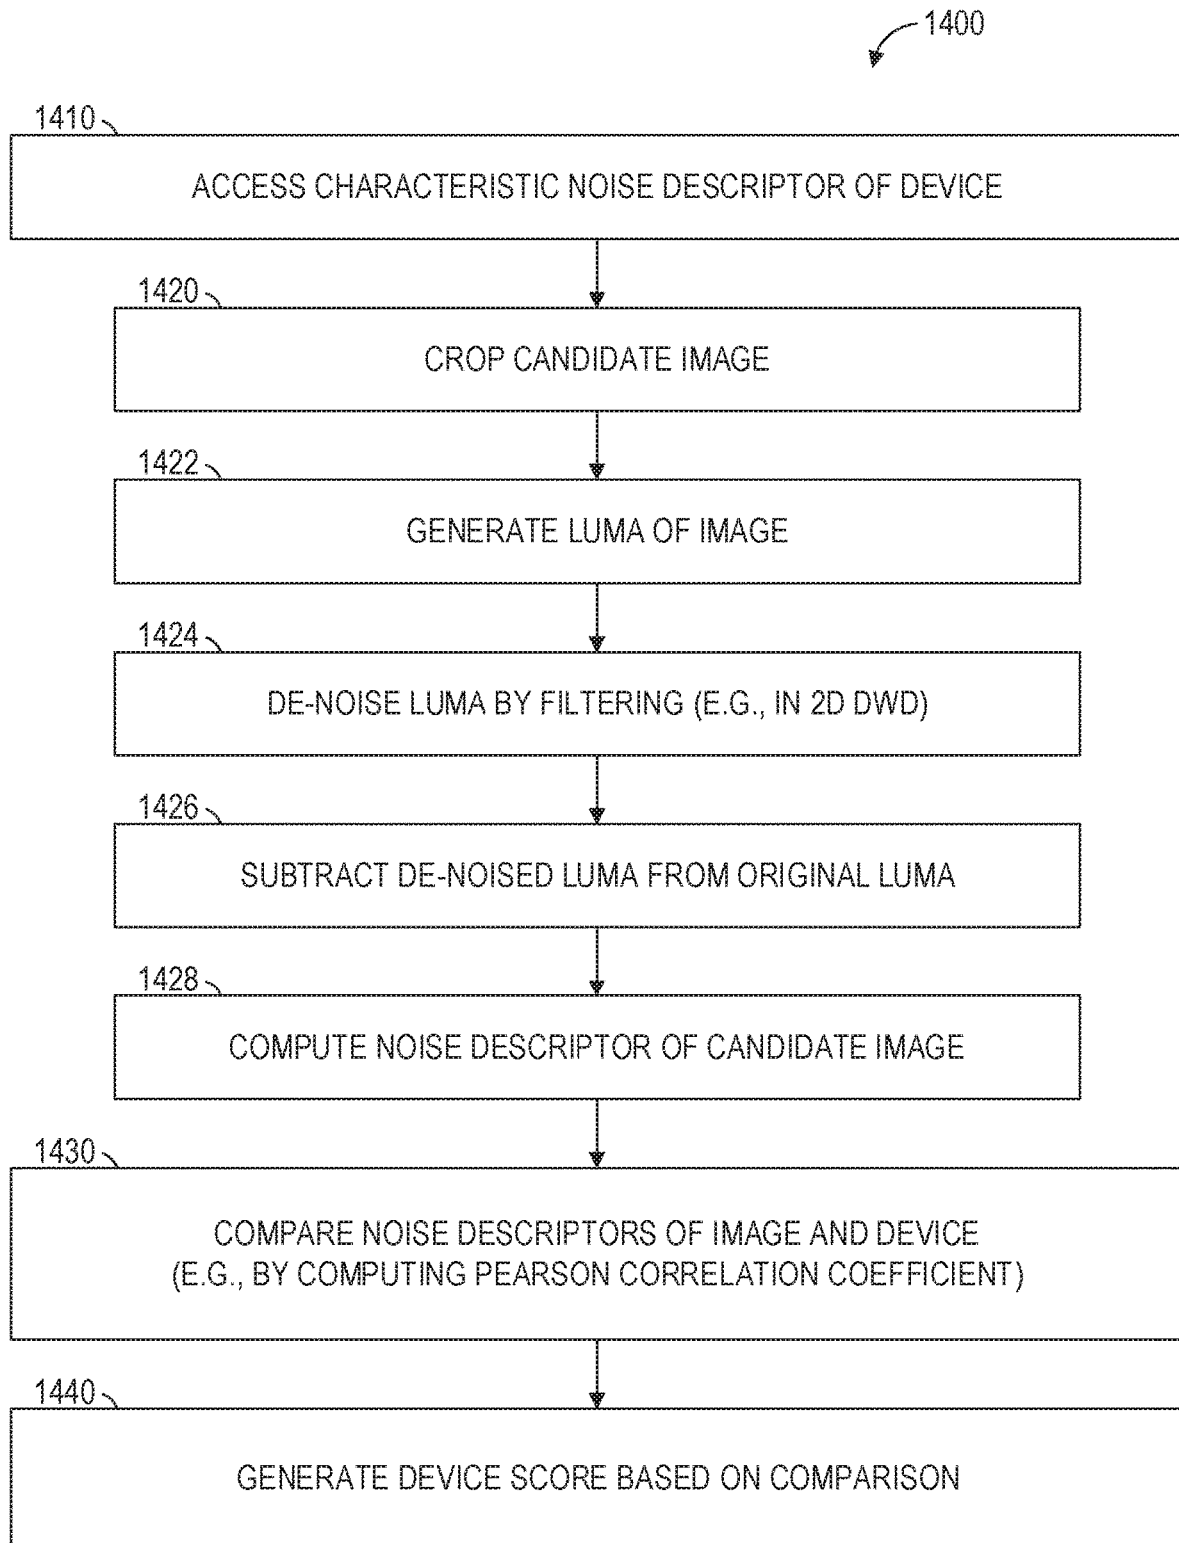 1400
1410
ACCESS CHARACTERISTIC NOISE DESCRIPTOR OF DEVICE
1420
CROP CANDIDATE IMAGE
1422
GENERATE LUMA OF IMAGE
1424
DE-NOISE LUMA BY FILTERING (E.G., IN 2D DWD)
1426
SUBTRACT DE-NOISED LUMA FROM ORIGINAL LUMA
1428
COMPUTE NOISE DESCRIPTOR OF CANDIDATE IMAGE
1430
COMPARE NOISE DESCRIPTORS OF IMAGE AND DEVICE
(E.G., BY COMPUTING PEARSON CORRELATION COEFFICIENT)
1440
GENERATE DEVICE SCORE BASED ON COMPARISON